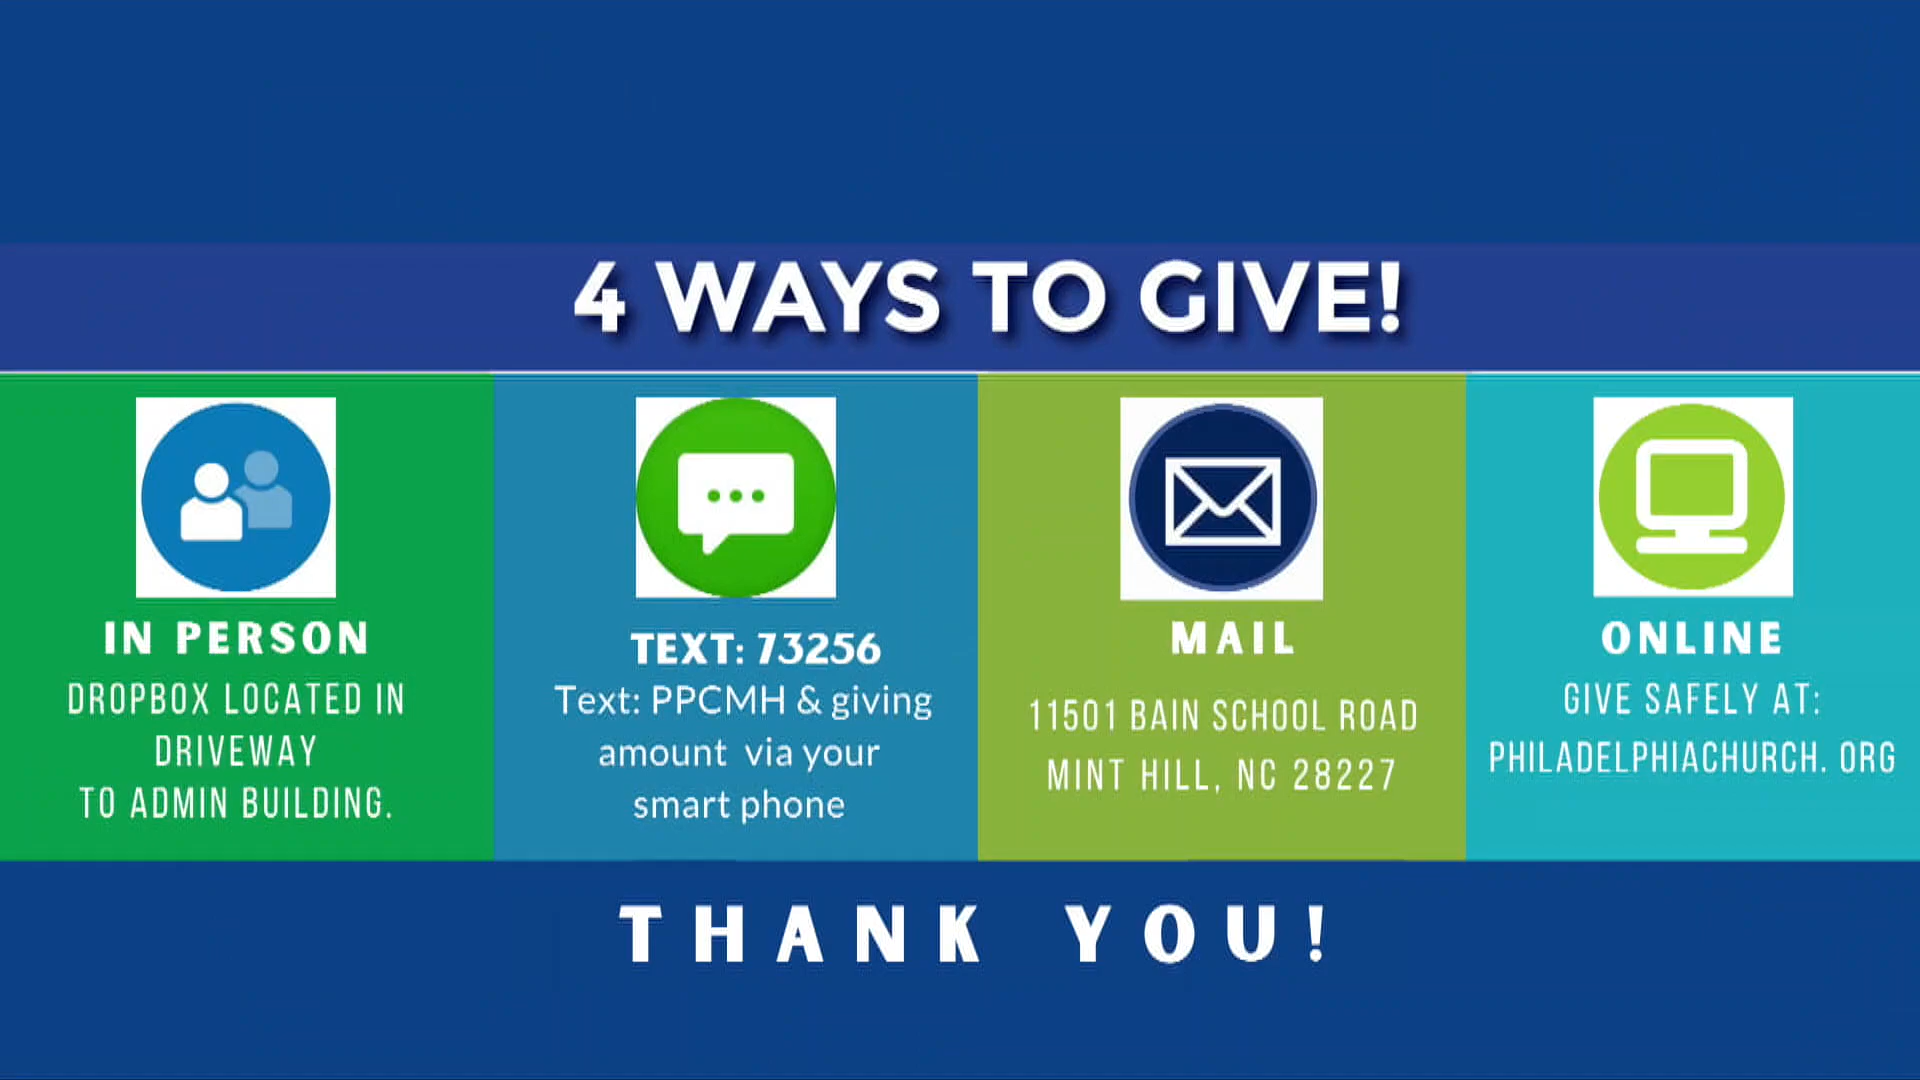 4 WAYS TO GIVE!
IN PERSON
DROPBOX LOCATED IN
DRIVEWAY
TO ADMIN BUILDING.
TEXT: 73256
Text: PPCMH & giving
amount via your
smart phone
MAIL
11501 BAIN SCHOOL ROAD
MINT HILL, NC 28227
ONLINE
GIVE SAFELY AT:
PHILADELPHIACHURCH. ORG
THANK YOU!